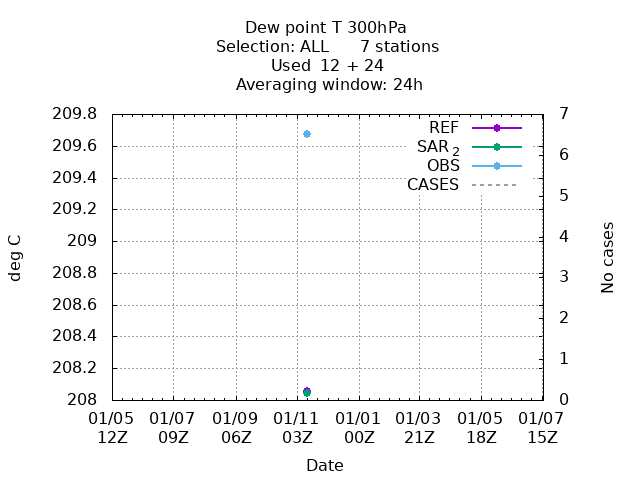 Dew point T 300hPa
Selection: ALL      7 stations
Used  12 + 24
Averaging window: 24h
209.8
209.6
209.4
209.2
209
208.8
208.6
208.4
208.2
208
deg C
7
6
5
4
3
2
1
0
No cases
REF
SAR 2
OBS
CASES
01/05 01/07 01/09 01/11 01/01 01/03 01/05 01/07
12Z 09Z 06Z 03Z 00Z 21Z 18Z 15Z
Date